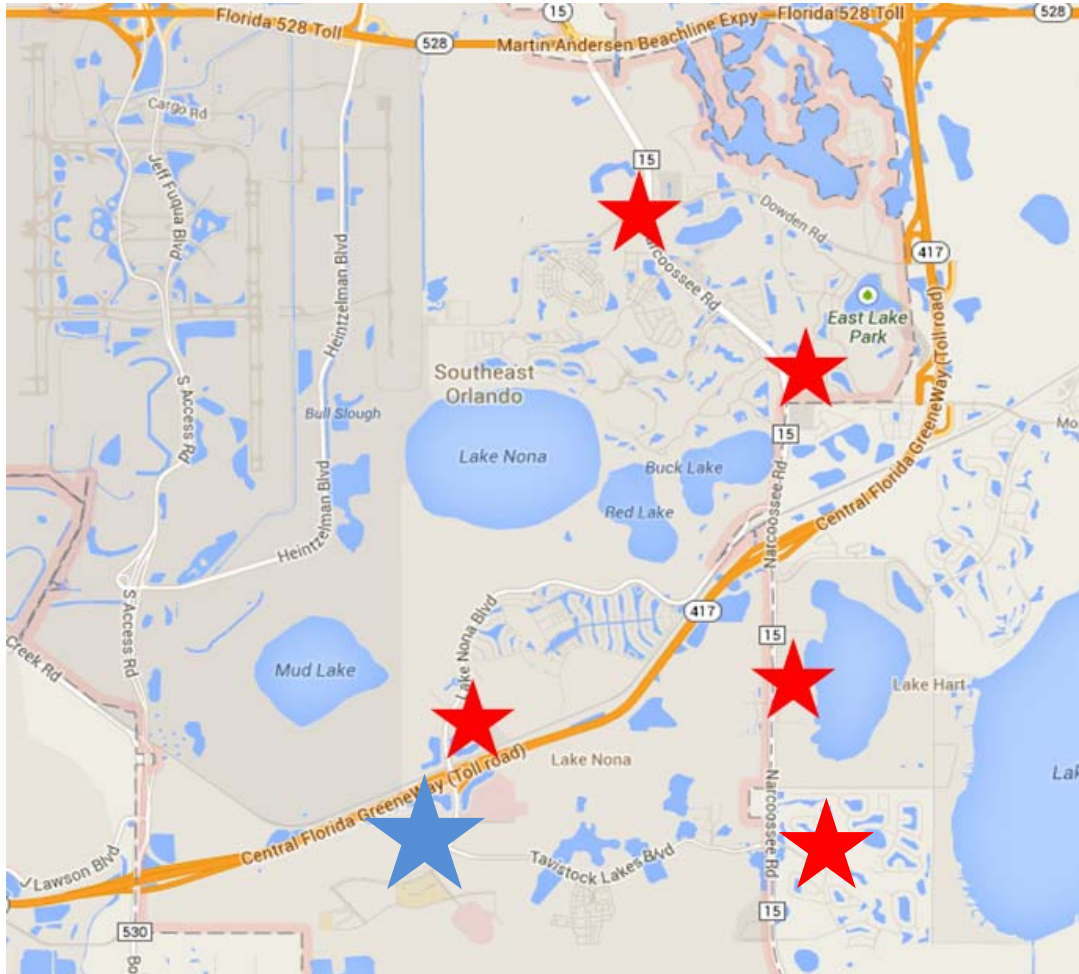 15
528
Florida 528 Toll
Florida 528 Toll
528
Martin Andersen Beachline Expy
Cargo Rd
Jeff Fuqua Blvd
15
Dowden Rd
Narcoossee Rd
417
Heintzelman Blvd
East Lake
Park
S Access Rd
Southeast
Orlando
Bull Slough
15
Lake Nona
Buck Lake
Red Lake
Narcoossee Rd
Central Florida GreeneWay (Toll road)
Heintzelman Blvd
S Access Rd
417
Creek Rd
Lake Nona Blvd
15
Mud Lake
Lake Hart
Lake Nona
Narcoossee Rd
Central Florida GreeneWay (Toll road)
Tavistock Lakes Blvd
Lawson Blvd
15
530